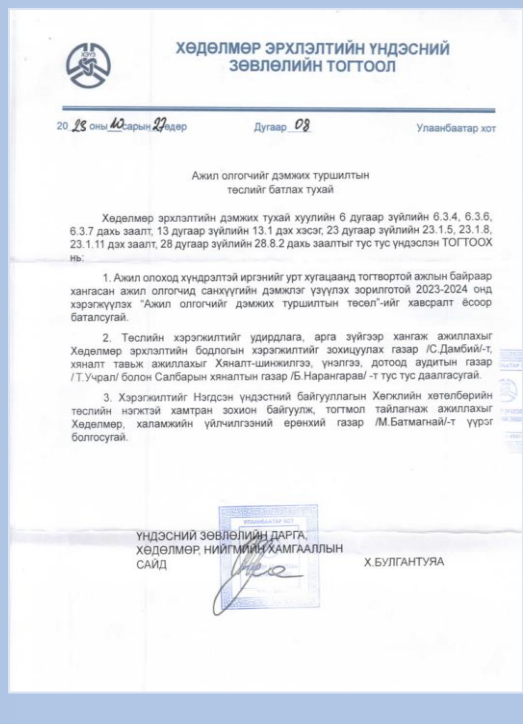 ХЭҮЗ
ХӨДӨЛМӨР ЭРХЛЭЛТИЙН ҮНДЭСНИЙ
ЗӨВЛӨЛИЙН ТОГТООЛ
20 23 оны 10 сарын 27 өдөр Дугаар 08 Улаанбаатар хот
Ажил олгогчийг дэмжих туршилтын
төслийг батлах тухай
Хөдөлмөр эрхлэлтийн дэмжих тухай хуулийн 6 дугаар зүйлийн 6.3.4, 6.3.6,
6.3.7 дахь заалт, 13 дугаар зүйлийн 13.1 дэх хэсэг, 23 дугаар зүйлийн 23.1.5, 23.1.8,
23.1.11 дэх заалт, 28 дугаар зүйлийн 28.8.2 дахь заалтыг тус тус үндэслэн ТОГТООХ
нь:
1. Ажил олоход хүндрэлтэй иргэнийг урт хугацаанд тогтвортой ажлын байраар
хангасан ажил олгогчид санхүүгийн дэмжлэг үзүүлэх зорилготой 2023-2024 онд
хэрэгжүүлэх “Ажил олгогчийг дэмжих туршилтын төсөл”-ийг хавсралт ёсоор
баталсугай.
2. Төслийн хэрэгжилтийг удирдлага, арга зүйгээр хангаж ажиллахыг
Хөдөлмөр эрхлэлтийн бодлогын хэрэгжилтийг зохицуулах газар /С.Дамбий/-т,
хяналт тавьж ажиллахыг Хяналт-шинжилгээ, үнэлгээ, дотоод аудитын газар
/Т.Учрал/ болон Салбарын хяналтын газар /Б.Нарангарав/ -т тус тус даалгасугай.
3. Хэрэгжилтийг Нэгдсэн үндэстний байгууллагын Хөгжлийн хөтөлбөрийн
төслийн нэгжтэй хамтран зохион байгуулж, тогтмол тайлагнаж ажиллахыг
Хөдөлмөр, халамжийн үйлчилгээний ерөнхий газар /М.Батмагнай/-т үүрэг
болгосугай.
УЛААНБААТАР ХОТ
ҮНДЭСНИЙ ЗӨВЛӨЛИЙН ДАРГА,
ХӨДӨЛМӨР, НИЙГМИЙН ХАМГААЛЛЫН
САЙД Х.БУЛГАНТУЯА